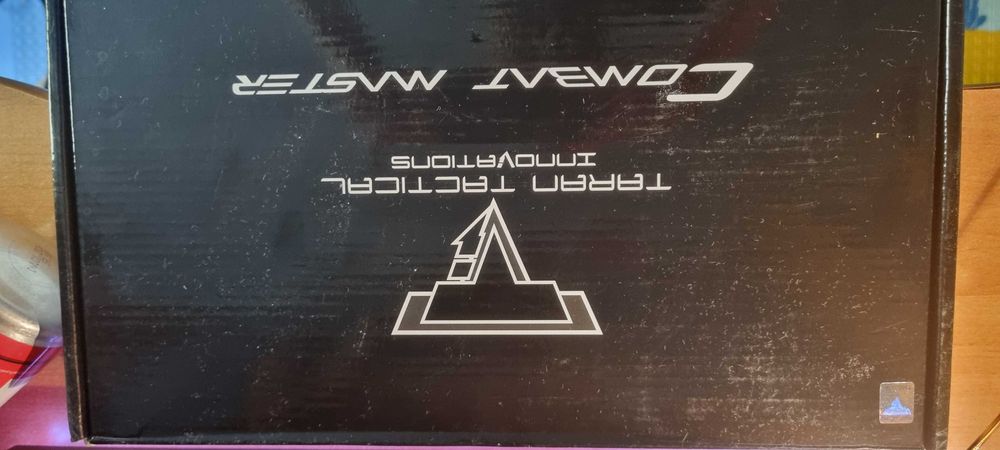 TARAN TACTICAL
INNOVATIONS
COMBAT MASTER